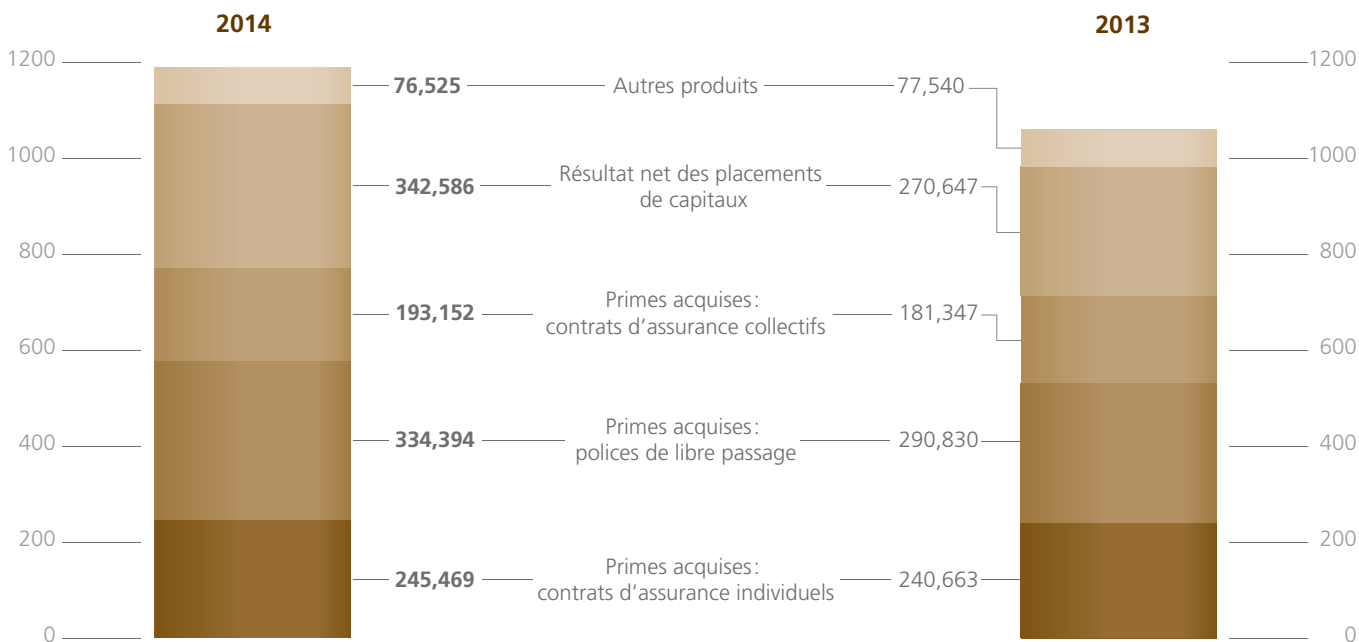 2014 2013
1200 1200
76,525 Autres produits 77,540
1000 1000
342,586 Résultat net des placements de capitaux 270,647
800 800
193,152 Primes acquises : contrats d’assurance collectifs 181,347
600 600
334,394 Primes acquises : polices de libre passage 290,830
400 400
200 200
245,469 Primes acquises : contrats d’assurance individuels 240,663
0 0